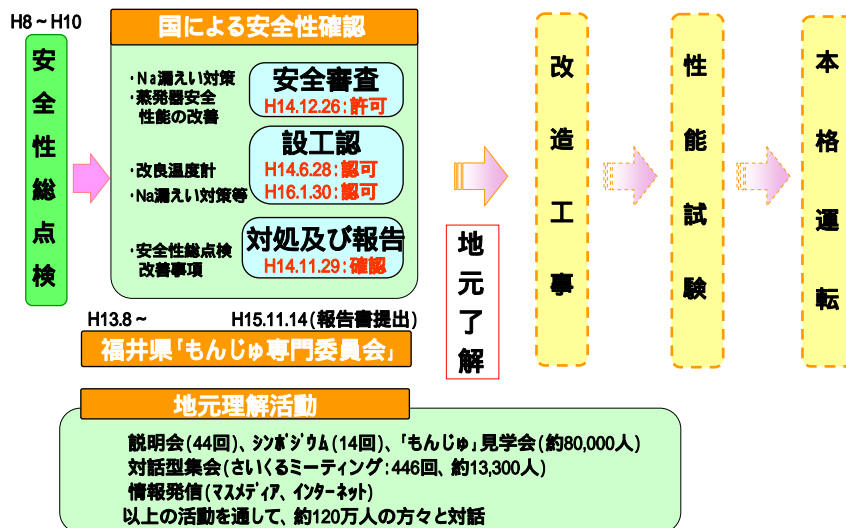 H8～H10
安全性総点検
国による安全性確認
・Na漏えい対策
・蒸発器安全
性能の改善
安全審査
H14.12.26：許可
・改良温度計
・Na漏えい対策等
設工認
H14.6.28：認可
H16.1.30：認可
・安全性総点検
改善事項
対処及び報告
H14.11.29：確認
地元了解
改造工事
性能試験
本格運転
H13.8～
H15.11.14(報告書提出)
福井県「もんじゅ専門委員会」
地元理解活動
説明会(44回)、ｼﾝﾎﾟｼﾞｳﾑ(14回)、「もんじゅ」見学会(約80,000人)
対話型集会(さいくるミーティング：446回、約13,300人)
情報発信(ﾏｽﾒﾃﾞｨｱ、ｲﾝﾀｰﾈｯﾄ)
以上の活動を通して、約120万人の方々と対話